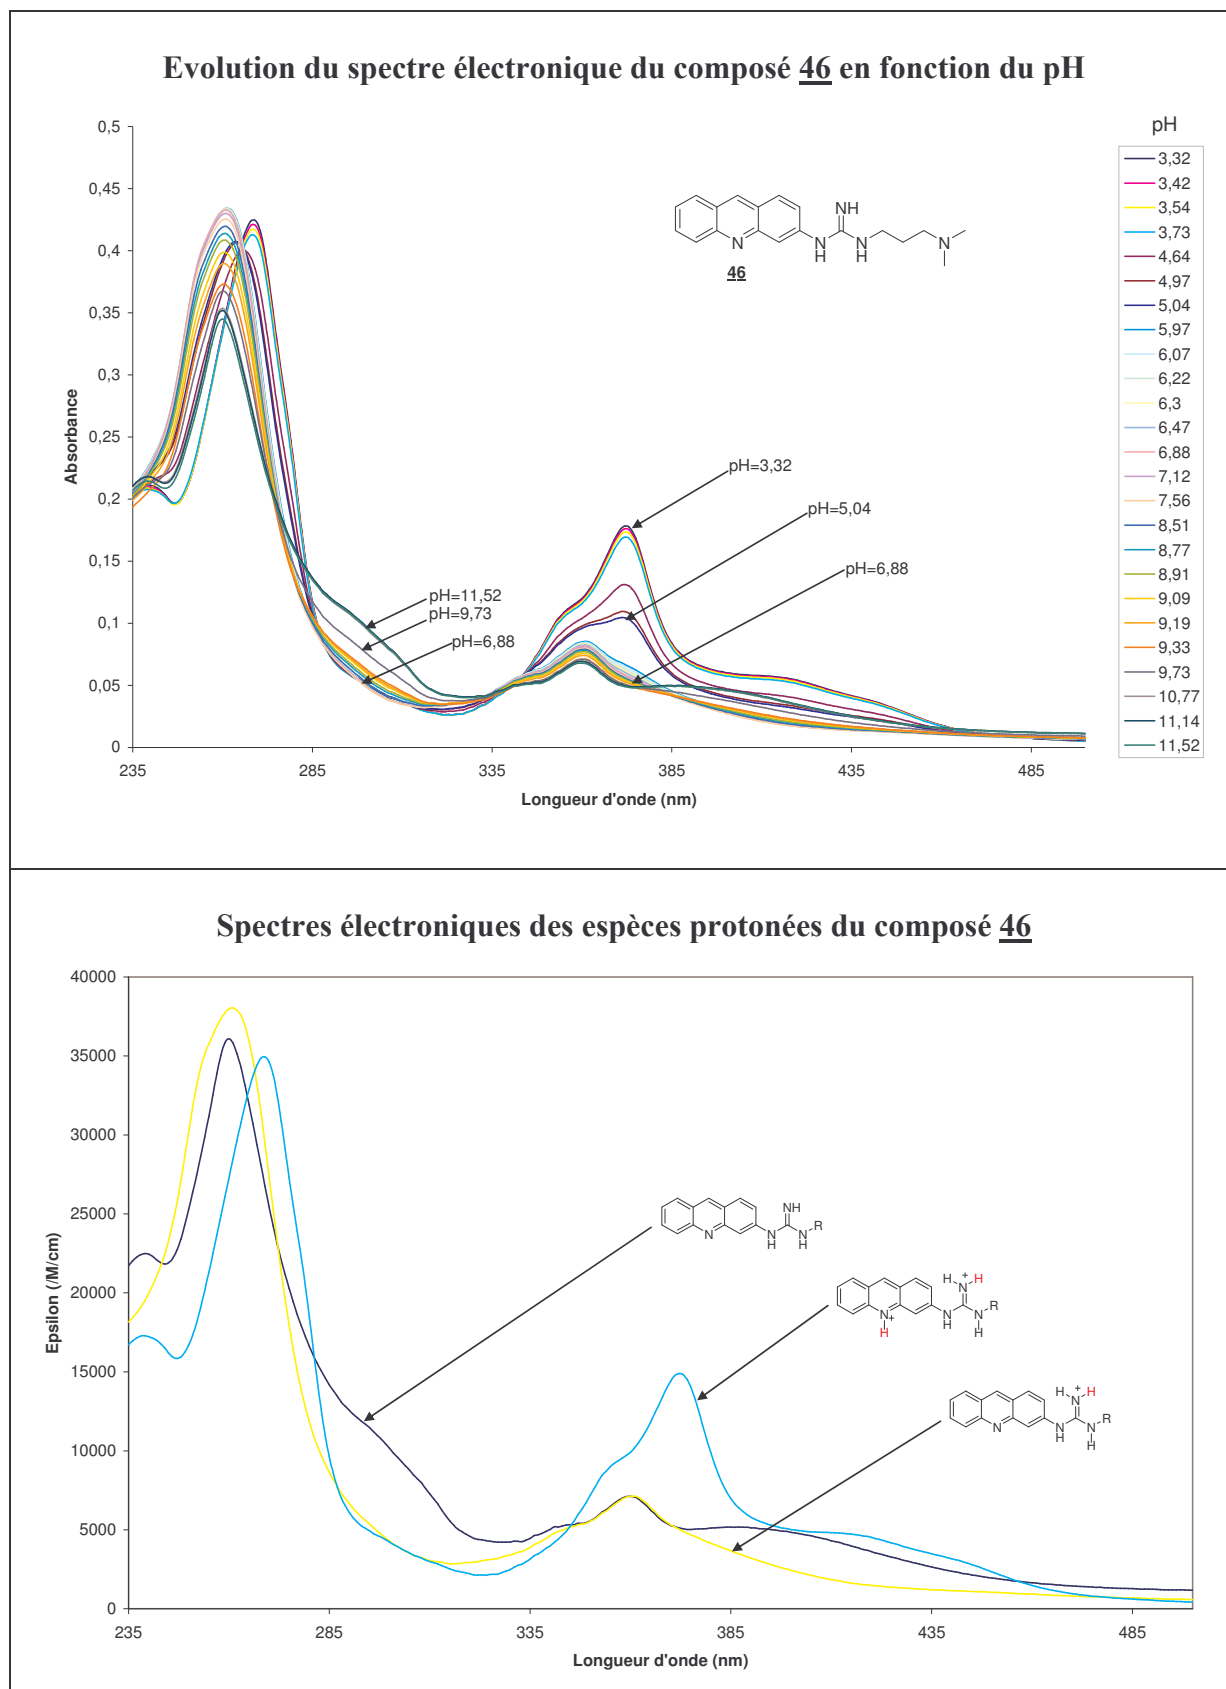 Evolution du spectre électronique du composé 46 en fonction du pH
0,5
0,45
0,4
0,35
0,3
0,25
0,2
0,15
0,1
0,05
0
Absorbance
235
285
335
385
435
485
Longueur d'onde (nm)
N
N
H
NH
N
H
N
46
pH=3,32
pH=5,04
pH=6,88
pH=11,52
pH=9,73
pH=6,88
pH
3,32
3,42
3,54
3,73
4,64
4,97
5,04
5,97
6,07
6,22
6,3
6,47
6,88
7,12
7,56
8,51
8,77
8,91
9,09
9,19
9,33
9,73
10,77
11,14
11,52
Spectres électroniques des espèces protonées du composé 46
40000
35000
30000
25000
20000
15000
10000
5000
0
Epsilon (/M/cm)
235
285
335
385
435
485
Longueur d'onde (nm)
NH
N
N
H
N
H
R
H
N
+
H
N
+
H
N
H
N
H
R
H
N
+
H
N
N
H
N
H
R